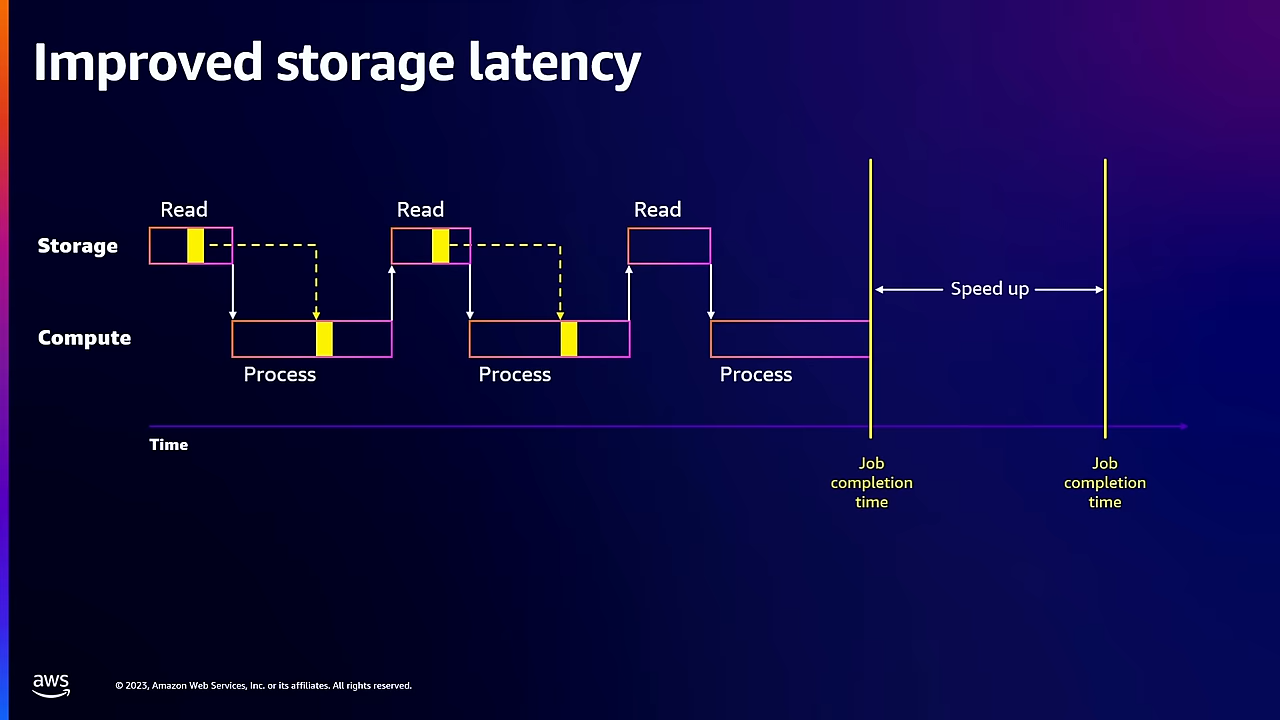 Improved storage latency
Read
Read
Read
Storage
Speed up
Compute
Process
Process
Process
Time
Job
completion
time
Job
completion
time
aws
© 2023, Amazon Web Services, Inc. or its affiliates. All rights reserved.